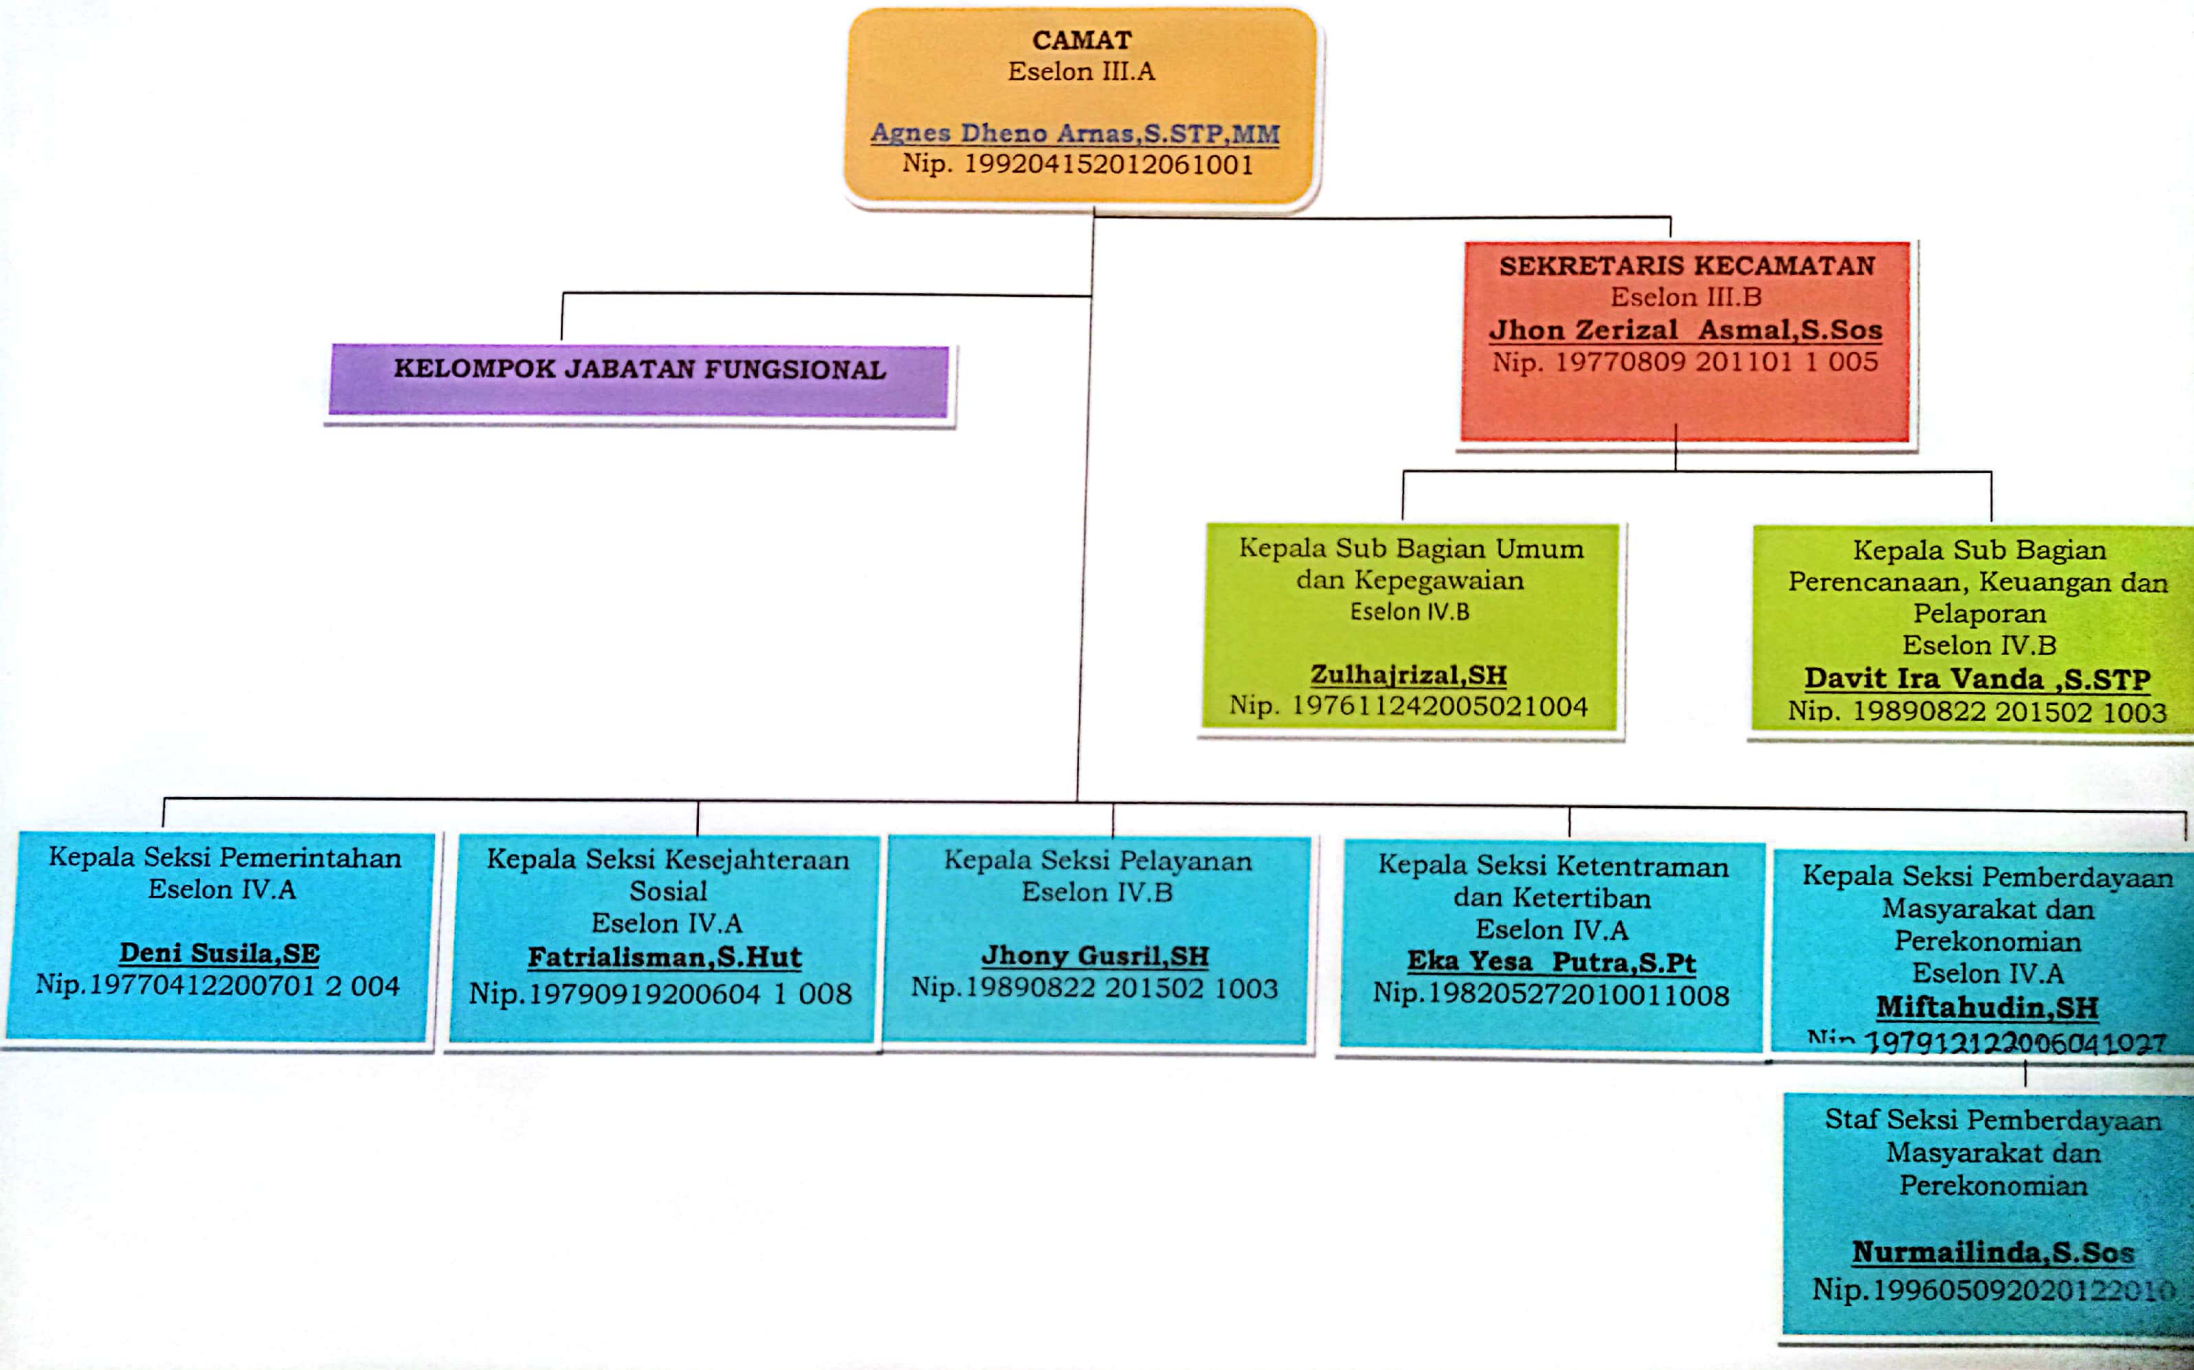 CAMAT
Eselon III.A
Agnes Dheno Arnas,S.STP,MM
Nip. 199204152012061001
SEKRETARIS KECAMATAN
Eselon III.B
Jhon Zerizal Asmal,S.Sos
Nip. 19770809 201101 1 005
KELOMPOK JABATAN FUNGSIONAL
Kepala Sub Bagian Umum
dan Kepegawaian
Eselon IV.B
Zulhajrizal,SH
Nip. 197611242005021004
Kepala Sub Bagian
Perencanaan, Keuangan dan
Pelaporan
Eselon IV.B
Davit Ira Vanda ,S.STP
Nip. 19890822 201502 1003
Kepala Seksi Pemerintahan
Eselon IV.A
Deni Susila,SE
Nip.19770412200701 2 004
Kepala Seksi Kesejahteraan
Sosial
Eselon IV.A
Fatrialisman,S.Hut
Nip.19790919200604 1 008
Kepala Seksi Pelayanan
Eselon IV.B
Jhony Gusril,SH
Nip.19890822 201502 1003
Kepala Seksi Ketentraman
dan Ketertiban
Eselon IV.A
Eka Yesa Putra,S.Pt
Nip.198205272010011008
Kepala Seksi Pemberdayaan
Masyarakat dan
Perekonomian
Eselon IV.A
Miftahudin,SH
Nip 197912122006041027
Staf Seksi Pemberdayaan
Masyarakat dan
Perekonomian
Nurmailinda,S.Sos
Nip.199605092020122010